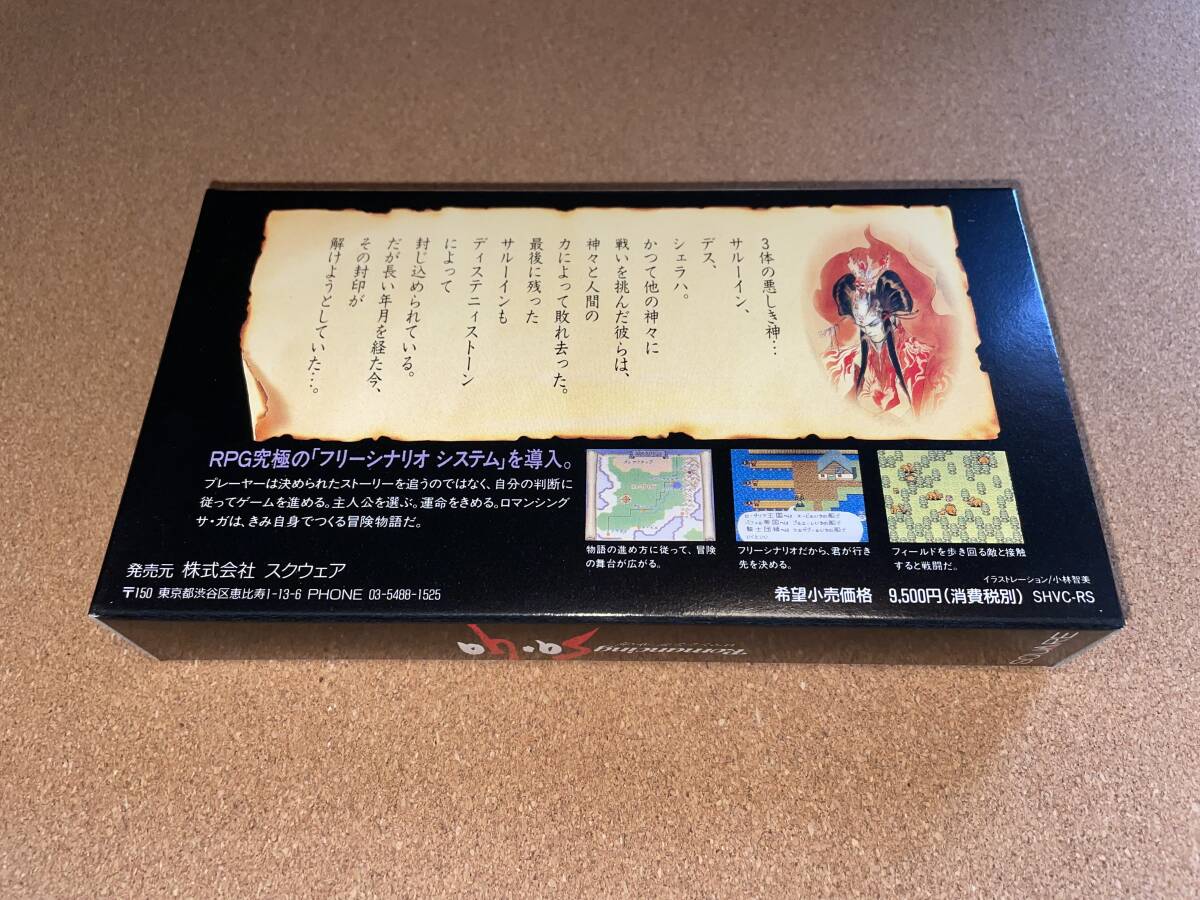 3体の悪しき神…
サルーイン、
デス、
シェラハ。
かつて他の神々に
戦いを挑んだ彼らは、
神々と人間の
力によって敗れ去った。
最後に残った
サルーインも
ディステニィストーン
によって
封じ込められている。
だが長い年月を経た今、
その封印が
解けようとしていた…。
RPG究極の「フリーシナリオ システム」を導入。
プレーヤーは決められたストーリーを追うのではなく、自分の判断に
従ってゲームを進める。主人公を選ぶ。運命をきめる。ロマンシング
サ・ガは、きみ自身でつくる冒険物語だ。
物語の進め方に従って、冒険
の舞台が広がる。
フリーシナリオだから、君が行き
先を決める。
フィールドを歩き回る敵と接触
すると戦闘だ。
イラストレーション/小林智美
発売元 株式会社 スクウェア
〒150 東京都渋谷区恵比寿1-13-6 PHONE 03-5488-1525
希望小売価格 9,500円(消費税別) SHVC-RS
Romancing Sa・Ga